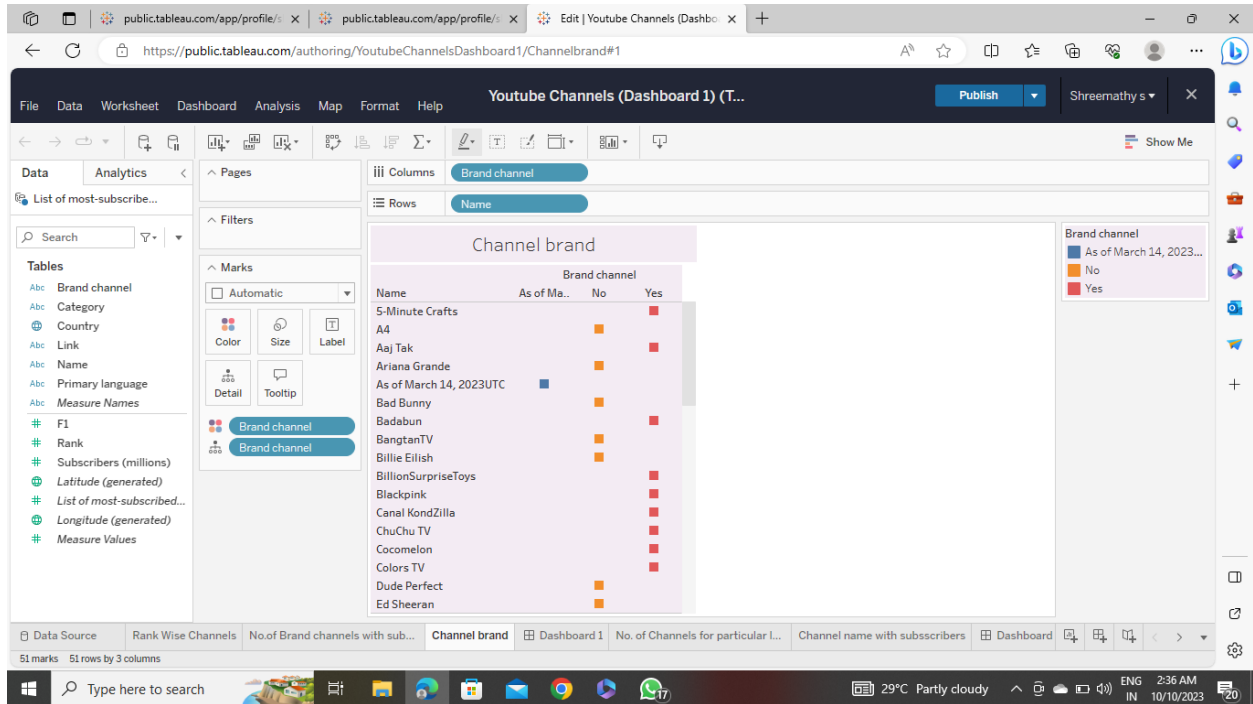 public.tableau.com/app/profile/s
public.tableau.com/app/profile/s
Edit | Youtube Channels (Dashbo
https://public.tableau.com/authoring/YoutubeChannelsDashboard1/Channelbrand#1
File Data Worksheet Dashboard Analysis Map Format Help
Youtube Channels (Dashboard 1) (T...
Publish
Shreemathy s
Show Me
Data Analytics
List of most-subscribe...
Search
Tables
Abc Brand channel
Abc Category
Country
Abc Link
Abc Name
Abc Primary language
Abc Measure Names
# F1
# Rank
# Subscribers (millions)
Latitude (generated)
# List of most-subscribed...
Longitude (generated)
# Measure Values
Pages
Filters
Marks
Automatic
Color Size Label
Detail Tooltip
Brand channel
Brand channel
Columns Brand channel
Rows Name
Channel brand
Brand channel
Name As of Ma.. No Yes
5-Minute Crafts
A4
Aaj Tak
Ariana Grande
As of March 14, 2023UTC
Bad Bunny
Badabun
BangtanTV
Billie Eilish
BillionSurpriseToys
Blackpink
Canal KondZilla
ChuChu TV
Cocomelon
Colors TV
Dude Perfect
Ed Sheeran
Brand channel
As of March 14, 2023...
No
Yes
Data Source Rank Wise Channels No.of Brand channels with sub... Channel brand Dashboard 1 No. of Channels for particular l... Channel name with subsscribers Dashboard
51 marks 51 rows by 3 columns
Type here to search
17
29°C Partly cloudy
ENG
IN
2:36 AM
10/10/2023
20